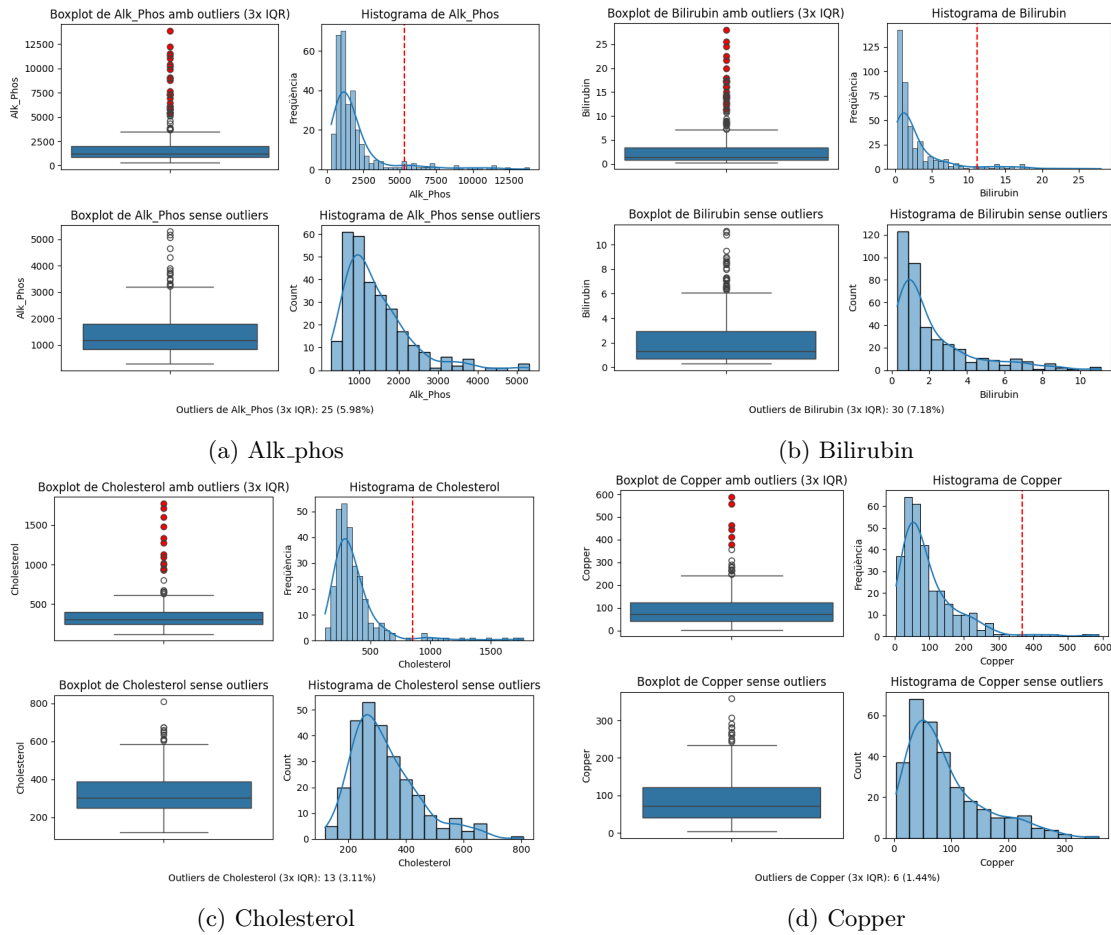 Boxplot de Alk_Phos amb outliers (3x IQR)
Histograma de Alk_Phos
Alk_Phos
12500
10000
7500
5000
2500
0
Freqüència
60
40
20
0
0 2500 5000 7500 10000 12500
Alk_Phos
Boxplot de Alk_Phos sense outliers
Histograma de Alk_Phos sense outliers
Alk_Phos
5000
4000
3000
2000
1000
Count
60
50
40
30
20
10
0
1000 2000 3000 4000 5000
Alk_Phos
Outliers de Alk_Phos (3x IQR): 25 (5.98%)
(a) Alk_phos
Boxplot de Bilirubin amb outliers (3x IQR)
Histograma de Bilirubin
Bilirubin
25
20
15
10
5
0
Freqüència
125
100
75
50
25
0
0 5 10 15 20 25
Bilirubin
Boxplot de Bilirubin sense outliers
Histograma de Bilirubin sense outliers
Bilirubin
10
8
6
4
2
0
Count
120
100
80
60
40
20
0
2 4 6 8 10
Bilirubin
Outliers de Bilirubin (3x IQR): 30 (7.18%)
(b) Bilirubin
Boxplot de Cholesterol amb outliers (3x IQR)
Histograma de Cholesterol
Cholesterol
1500
1000
500
Freqüència
50
40
30
20
10
0
500 1000 1500
Cholesterol
Boxplot de Cholesterol sense outliers
Histograma de Cholesterol sense outliers
Cholesterol
800
600
400
200
Count
50
40
30
20
10
0
200 400 600 800
Cholesterol
Outliers de Cholesterol (3x IQR): 13 (3.11%)
(c) Cholesterol
Boxplot de Copper amb outliers (3x IQR)
Histograma de Copper
Copper
600
500
400
300
200
100
0
Freqüència
60
40
20
0
0 100 200 300 400 500 600
Copper
Boxplot de Copper sense outliers
Histograma de Copper sense outliers
Copper
300
200
100
0
Count
60
40
20
0
0 100 200 300
Copper
Outliers de Copper (3x IQR): 6 (1.44%)
(d) Copper